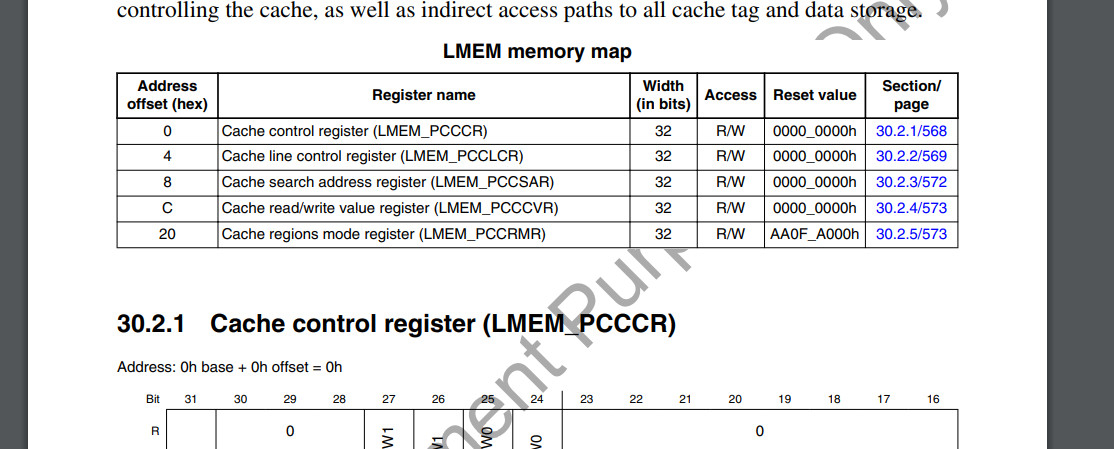 controlling the cache, as well as indirect access paths to all cache tag and data storage.
LMEM memory map
Address offset (hex) Register name Width (in bits) Access Reset value Section/ page
0 Cache control register (LMEM_PCCCR) 32 R/W 0000_0000h 30.2.1/568
4 Cache line control register (LMEM_PCCLCR) 32 R/W 0000_0000h 30.2.2/569
8 Cache search address register (LMEM_PCCSAR) 32 R/W 0000_0000h 30.2.3/572
C Cache read/write value register (LMEM_PCCCVR) 32 R/W 0000_0000h 30.2.4/573
20 Cache regions mode register (LMEM_PCCRMR) 32 R/W AA0F_A000h 30.2.5/573
30.2.1 Cache control register (LMEM_PCCCR)
Address: 0h base + 0h offset = 0h
Bit 31 30 29 28 27 26 25 24 23 22 21 20 19 18 17 16
R 0 0